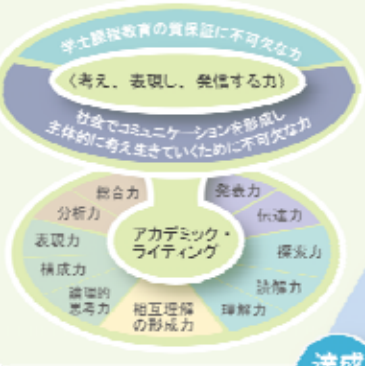 学士課程教育の質保証に不可欠な力
〈考え、表現し、発信する力〉
社会でコミュニケーションを形成し
主体的に考え生きていくために不可欠な力
総合力
発表力
分析力
伝達力
表現力
アカデミック・
ライティング
探索力
構成力
読解力
論理的
思考力
相互理解
の形成力
理解力
達成